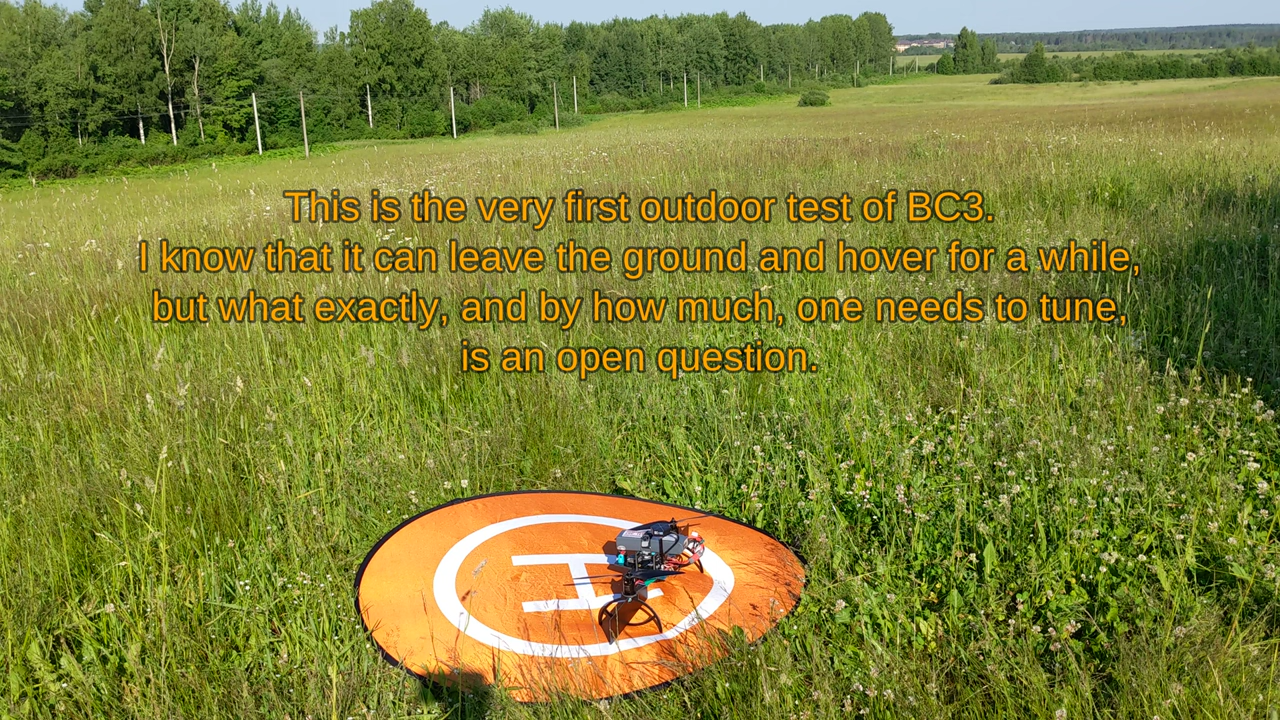 This is the very first outdoor test of BC3.
I know that it can leave the ground and hover for a while,
but what exactly, and by how much, one needs to tune,
is an open question.
H